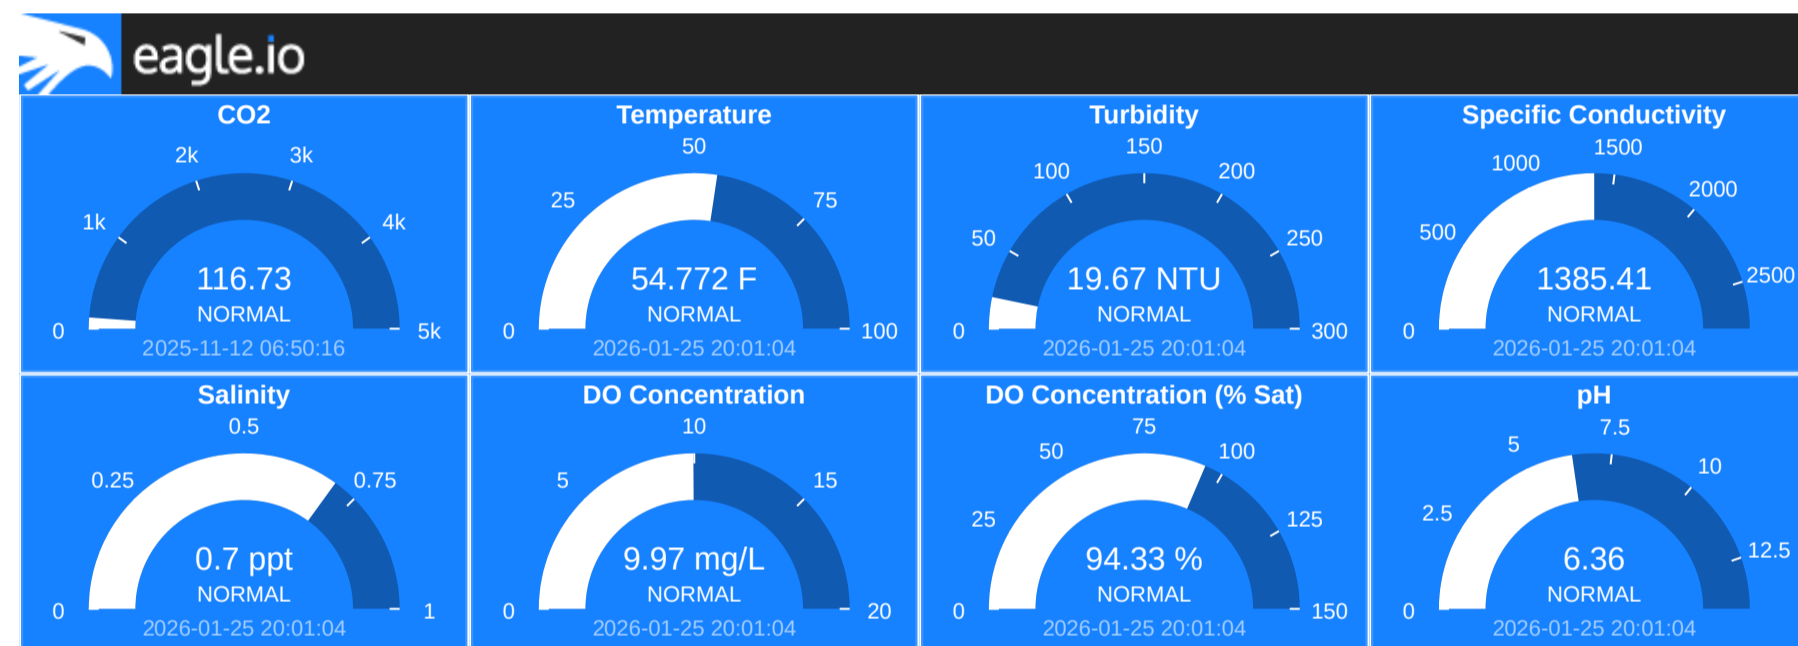 eagle.io
CO2
0
1k
2k
3k
4k
5k
116.73
NORMAL
2025-11-12 06:50:16
Temperature
0
25
50
75
100
54.772 F
NORMAL
2026-01-25 20:01:04
Turbidity
0
50
100
150
200
250
300
19.67 NTU
NORMAL
2026-01-25 20:01:04
Specific Conductivity
0
500
1000
1500
2000
2500
1385.41
NORMAL
2026-01-25 20:01:04
Salinity
0
0.25
0.5
0.75
1
0.7 ppt
NORMAL
2026-01-25 20:01:04
DO Concentration
0
5
10
15
20
9.97 mg/L
NORMAL
2026-01-25 20:01:04
DO Concentration (% Sat)
0
25
50
75
100
125
150
94.33 %
NORMAL
2026-01-25 20:01:04
pH
0
2.5
5
7.5
10
12.5
6.36
NORMAL
2026-01-25 20:01:04